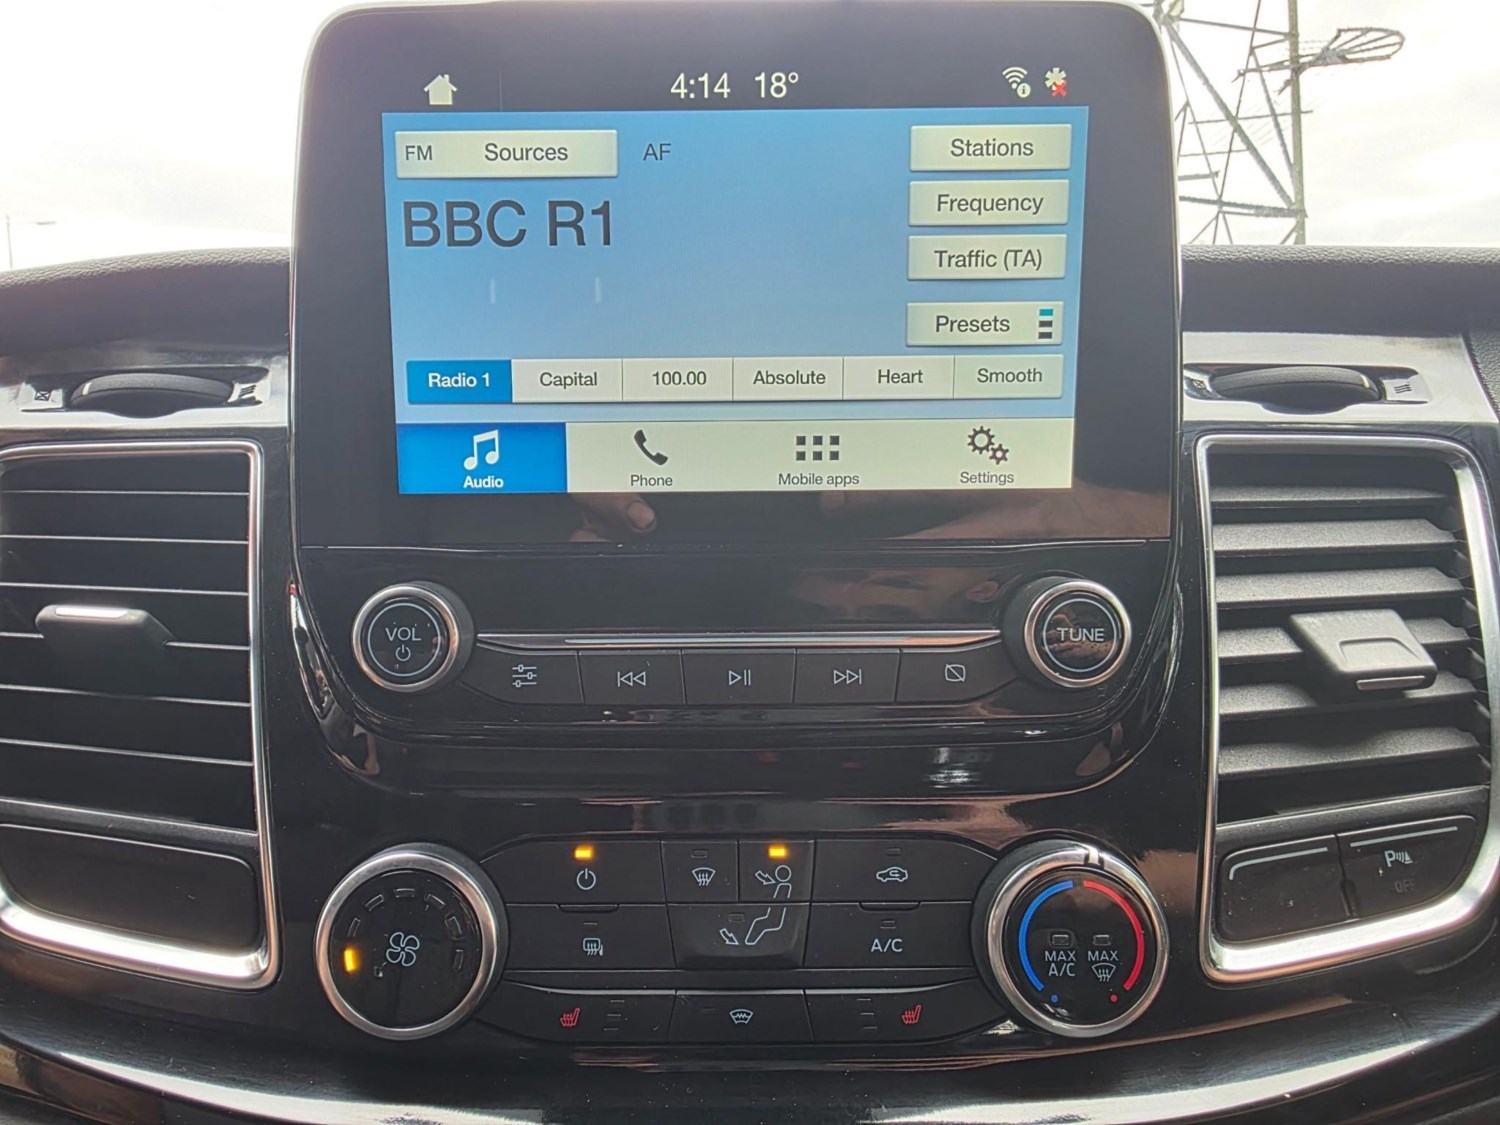 4:14 18°
FM Sources AF
Stations
BBC R1
Frequency
Traffic (TA)
Presets
Radio 1 Capital 100.00 Absolute Heart Smooth
Audio Phone Mobile apps Settings
VOL
TUNE
P
OFF
A/C
MAX A/C
MAX